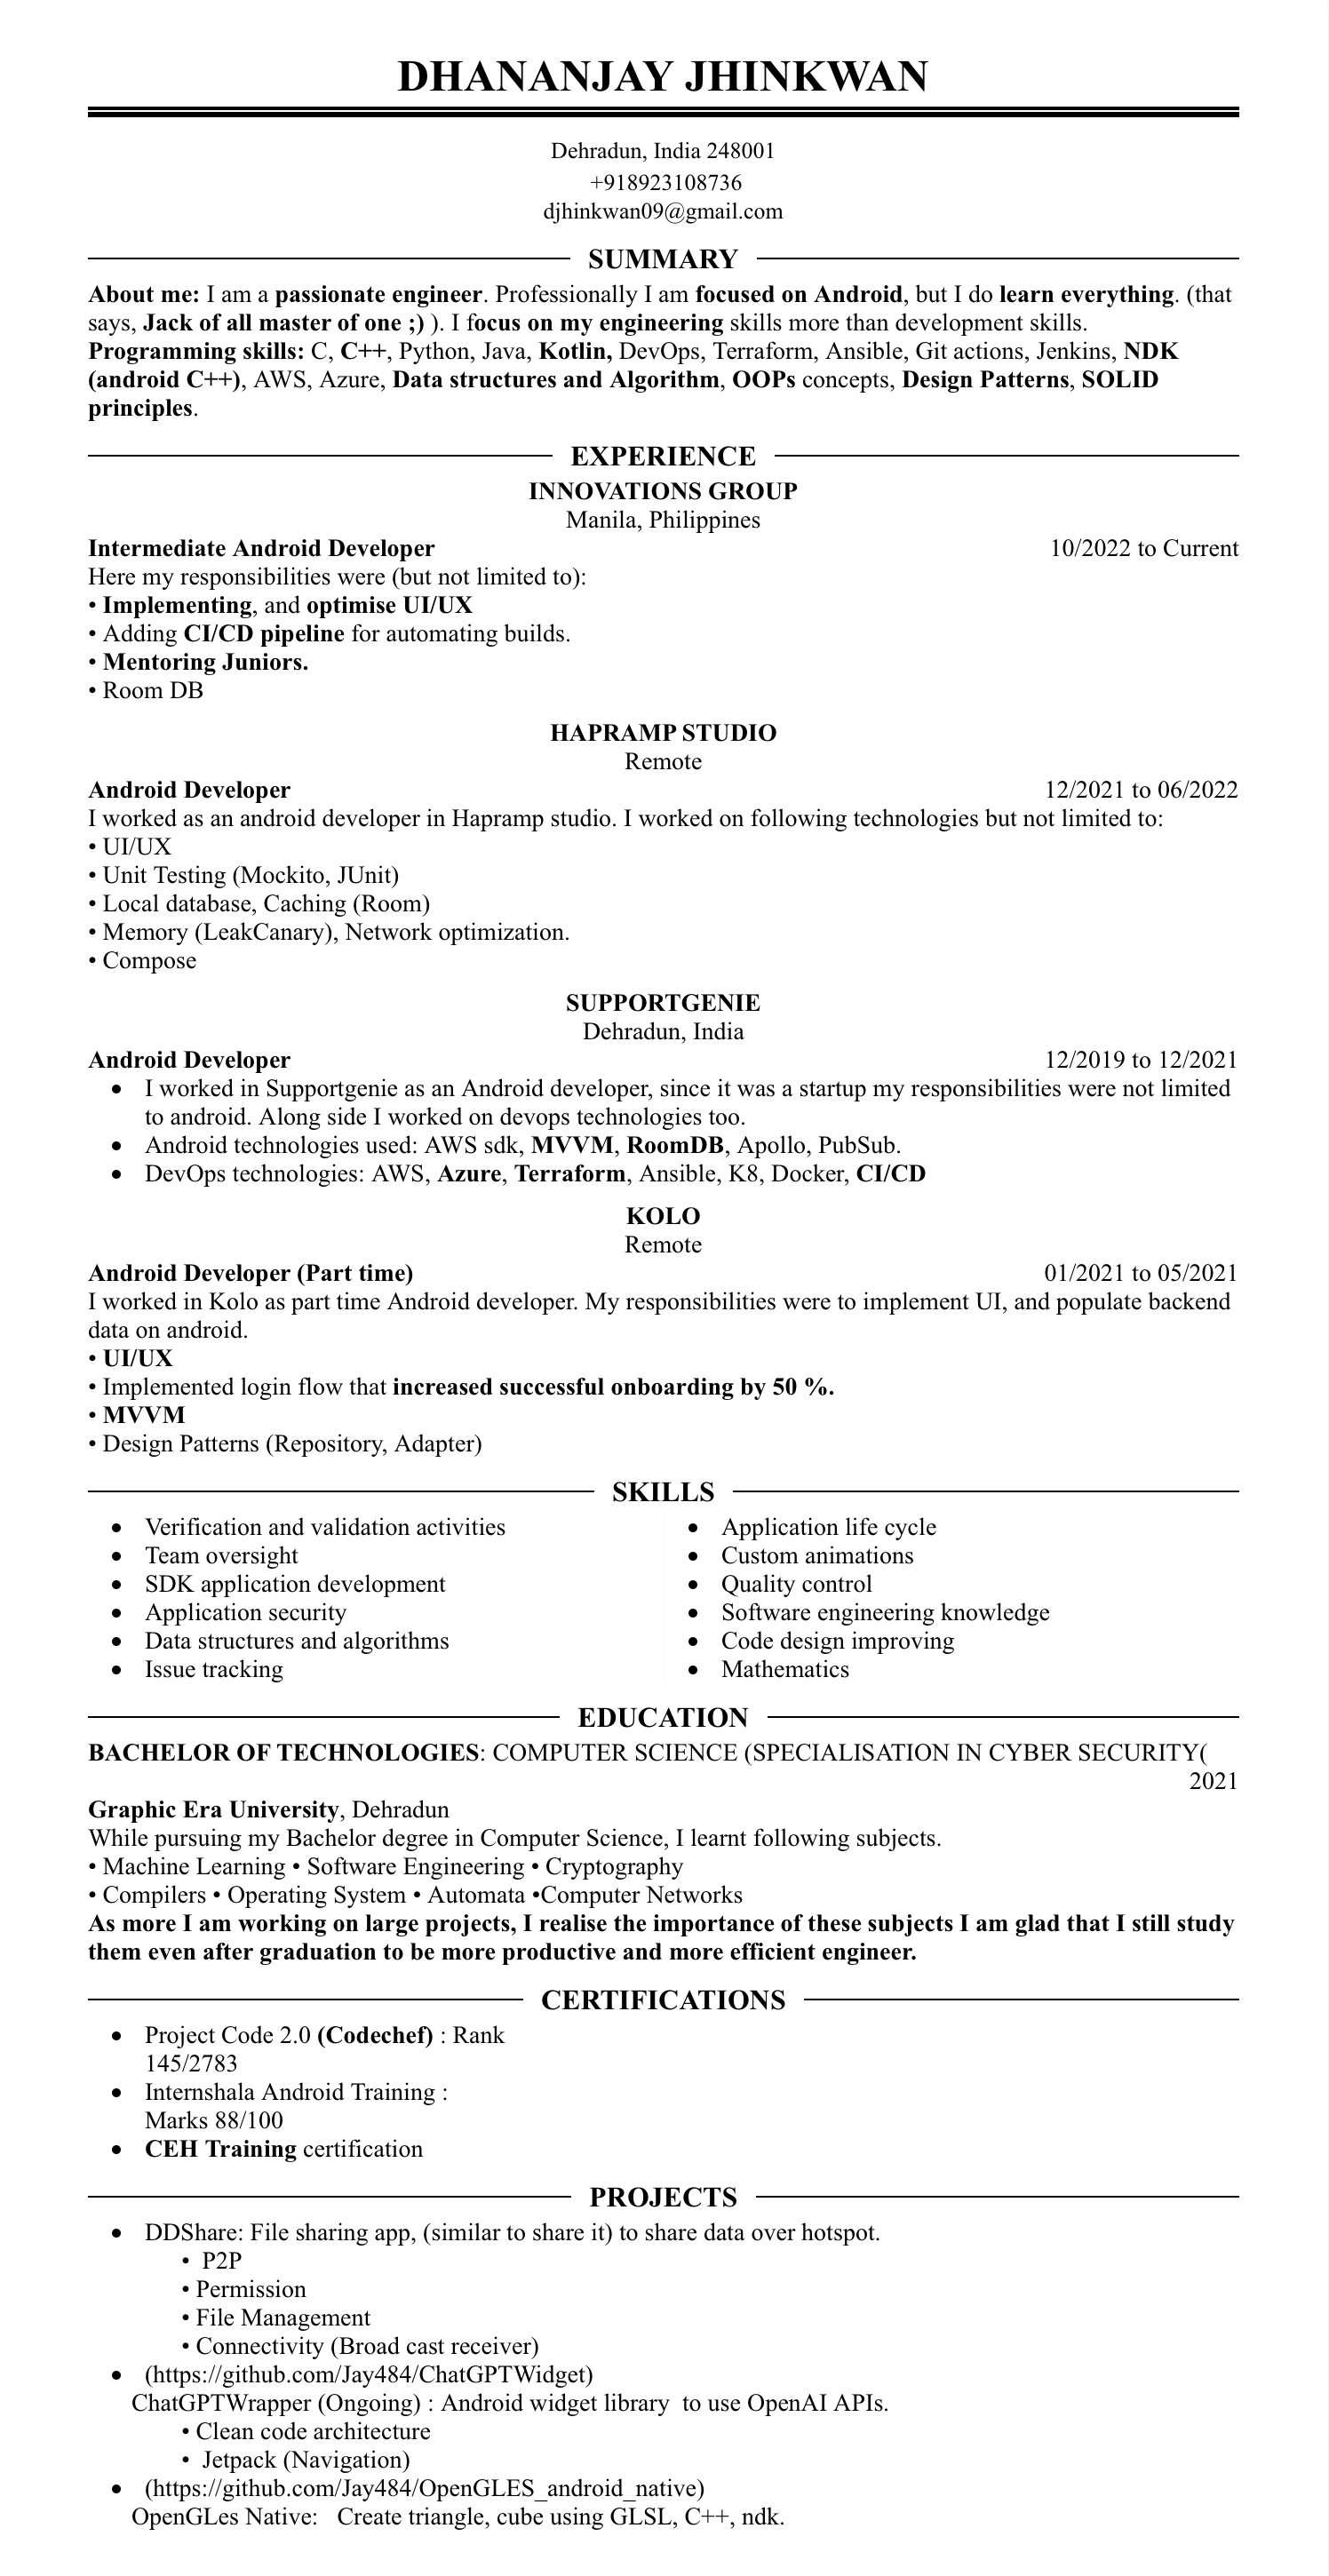 DHANANJAY JHINKWAN
Dehradun, India 248001
+918923108736
djhinkwan09@gmail.com
SUMMARY
About me: I am a passionate engineer. Professionally I am focused on Android, but I do learn everything. (that
says, Jack of all master of one ;) ). I focus on my engineering skills more than development skills.
Programming skills: C, C++, Python, Java, Kotlin, DevOps, Terraform, Ansible, Git actions, Jenkins, NDK
(android C++), AWS, Azure, Data structures and Algorithm, OOPs concepts, Design Patterns, SOLID
principles.
EXPERIENCE
INNOVATIONS GROUP
Manila, Philippines
Intermediate Android Developer 10/2022 to Current
Here my responsibilities were (but not limited to):
• Implementing, and optimise UI/UX
• Adding CI/CD pipeline for automating builds.
• Mentoring Juniors.
• Room DB
HAPRAMP STUDIO
Remote
Android Developer 12/2021 to 06/2022
I worked as an android developer in Hapramp studio. I worked on following technologies but not limited to:
• UI/UX
• Unit Testing (Mockito, JUnit)
• Local database, Caching (Room)
• Memory (LeakCanary), Network optimization.
• Compose
SUPPORTGENIE
Dehradun, India
Android Developer 12/2019 to 12/2021
• I worked in Supportgenie as an Android developer, since it was a startup my responsibilities were not limited
to android. Along side I worked on devops technologies too.
• Android technologies used: AWS sdk, MVVM, RoomDB, Apollo, PubSub.
• DevOps technologies: AWS, Azure, Terraform, Ansible, K8, Docker, CI/CD
KOLO
Remote
Android Developer (Part time) 01/2021 to 05/2021
I worked in Kolo as part time Android developer. My responsibilities were to implement UI, and populate backend
data on android.
• UI/UX
• Implemented login flow that increased successful onboarding by 50 %.
• MVVM
• Design Patterns (Repository, Adapter)
SKILLS
• Verification and validation activities
• Team oversight
• SDK application development
• Application security
• Data structures and algorithms
• Issue tracking
• Application life cycle
• Custom animations
• Quality control
• Software engineering knowledge
• Code design improving
• Mathematics
EDUCATION
BACHELOR OF TECHNOLOGIES: COMPUTER SCIENCE (SPECIALISATION IN CYBER SECURITY(
2021
Graphic Era University, Dehradun
While pursuing my Bachelor degree in Computer Science, I learnt following subjects.
• Machine Learning • Software Engineering • Cryptography
• Compilers • Operating System • Automata •Computer Networks
As more I am working on large projects, I realise the importance of these subjects I am glad that I still study
them even after graduation to be more productive and more efficient engineer.
CERTIFICATIONS
• Project Code 2.0 (Codechef) : Rank
145/2783
• Internshala Android Training :
Marks 88/100
• CEH Training certification
PROJECTS
• DDShare: File sharing app, (similar to share it) to share data over hotspot.
• P2P
• Permission
• File Management
• Connectivity (Broad cast receiver)
• (https://github.com/Jay484/ChatGPTWidget)
ChatGPTWrapper (Ongoing) : Android widget library to use OpenAI APIs.
• Clean code architecture
• Jetpack (Navigation)
• (https://github.com/Jay484/OpenGLES_android_native)
OpenGLes Native: Create triangle, cube using GLSL, C++, ndk.